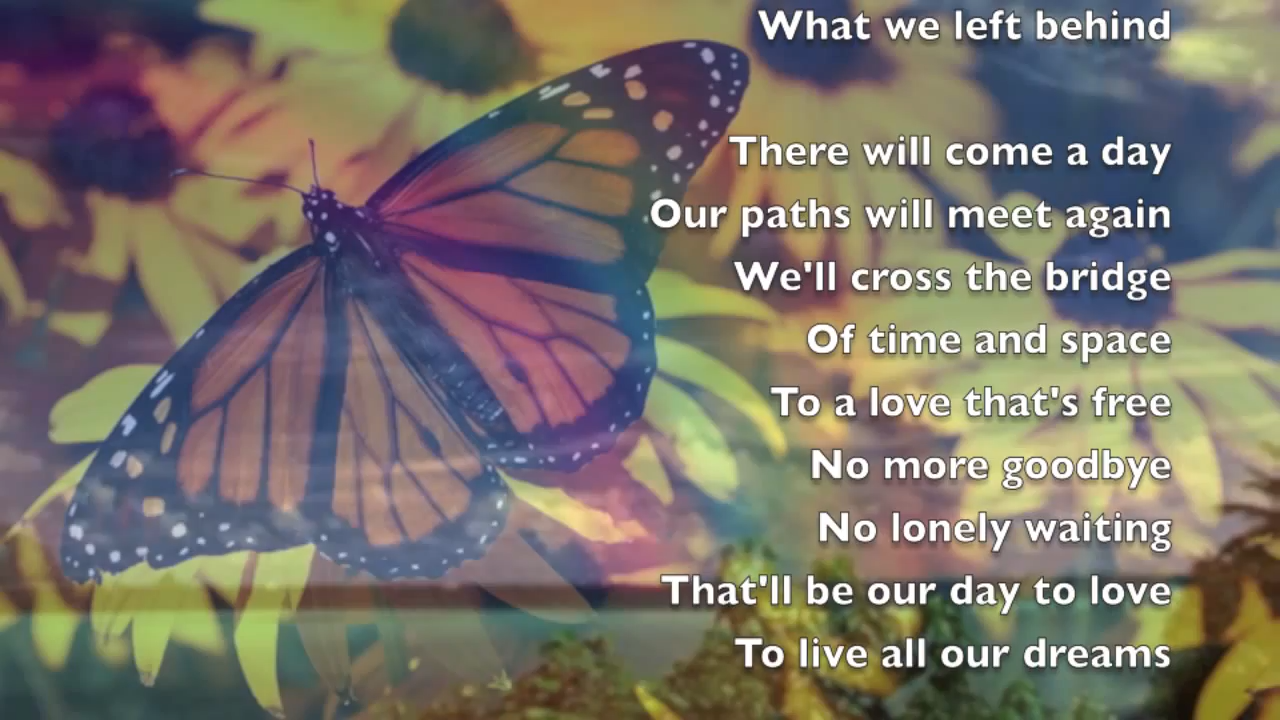 What we left behind
There will come a day
Our paths will meet again
We'll cross the bridge
Of time and space
To a love that's free
No more goodbye
No lonely waiting
That'll be our day to love
To live all our dreams